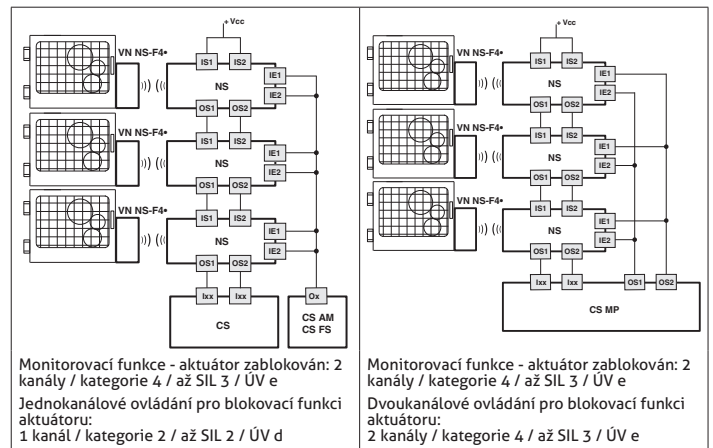 + Vcc
VN NS-F4•
IS1 IS2
NS
IE1
IE2
OS1 OS2
VN NS-F4•
IS1 IS2
NS
IE1
IE2
OS1 OS2
VN NS-F4•
IS1 IS2
NS
IE1
IE2
OS1 OS2
Ixx Ixx
CS
Ox
CS AM
CS FS
Monitorovací funkce - aktuátor zablokován: 2
kanály / kategorie 4 / až SIL 3 / ÚV e
Jednokanálové ovládání pro blokovací funkci
aktuátoru:
1 kanál / kategorie 2 / až SIL 2 / ÚV d
+ Vcc
VN NS-F4•
IS1 IS2
NS
IE1
IE2
OS1 OS2
VN NS-F4•
IS1 IS2
NS
IE1
IE2
OS1 OS2
VN NS-F4•
IS1 IS2
NS
IE1
IE2
OS1 OS2
Ixx Ixx OS1 OS2
CS MP
Monitorovací funkce - aktuátor zablokován: 2
kanály / kategorie 4 / až SIL 3 / ÚV e
Dvoukanálové ovládání pro blokovací funkci
aktuátoru:
2 kanály / kategorie 4 / až SIL 3 / ÚV e